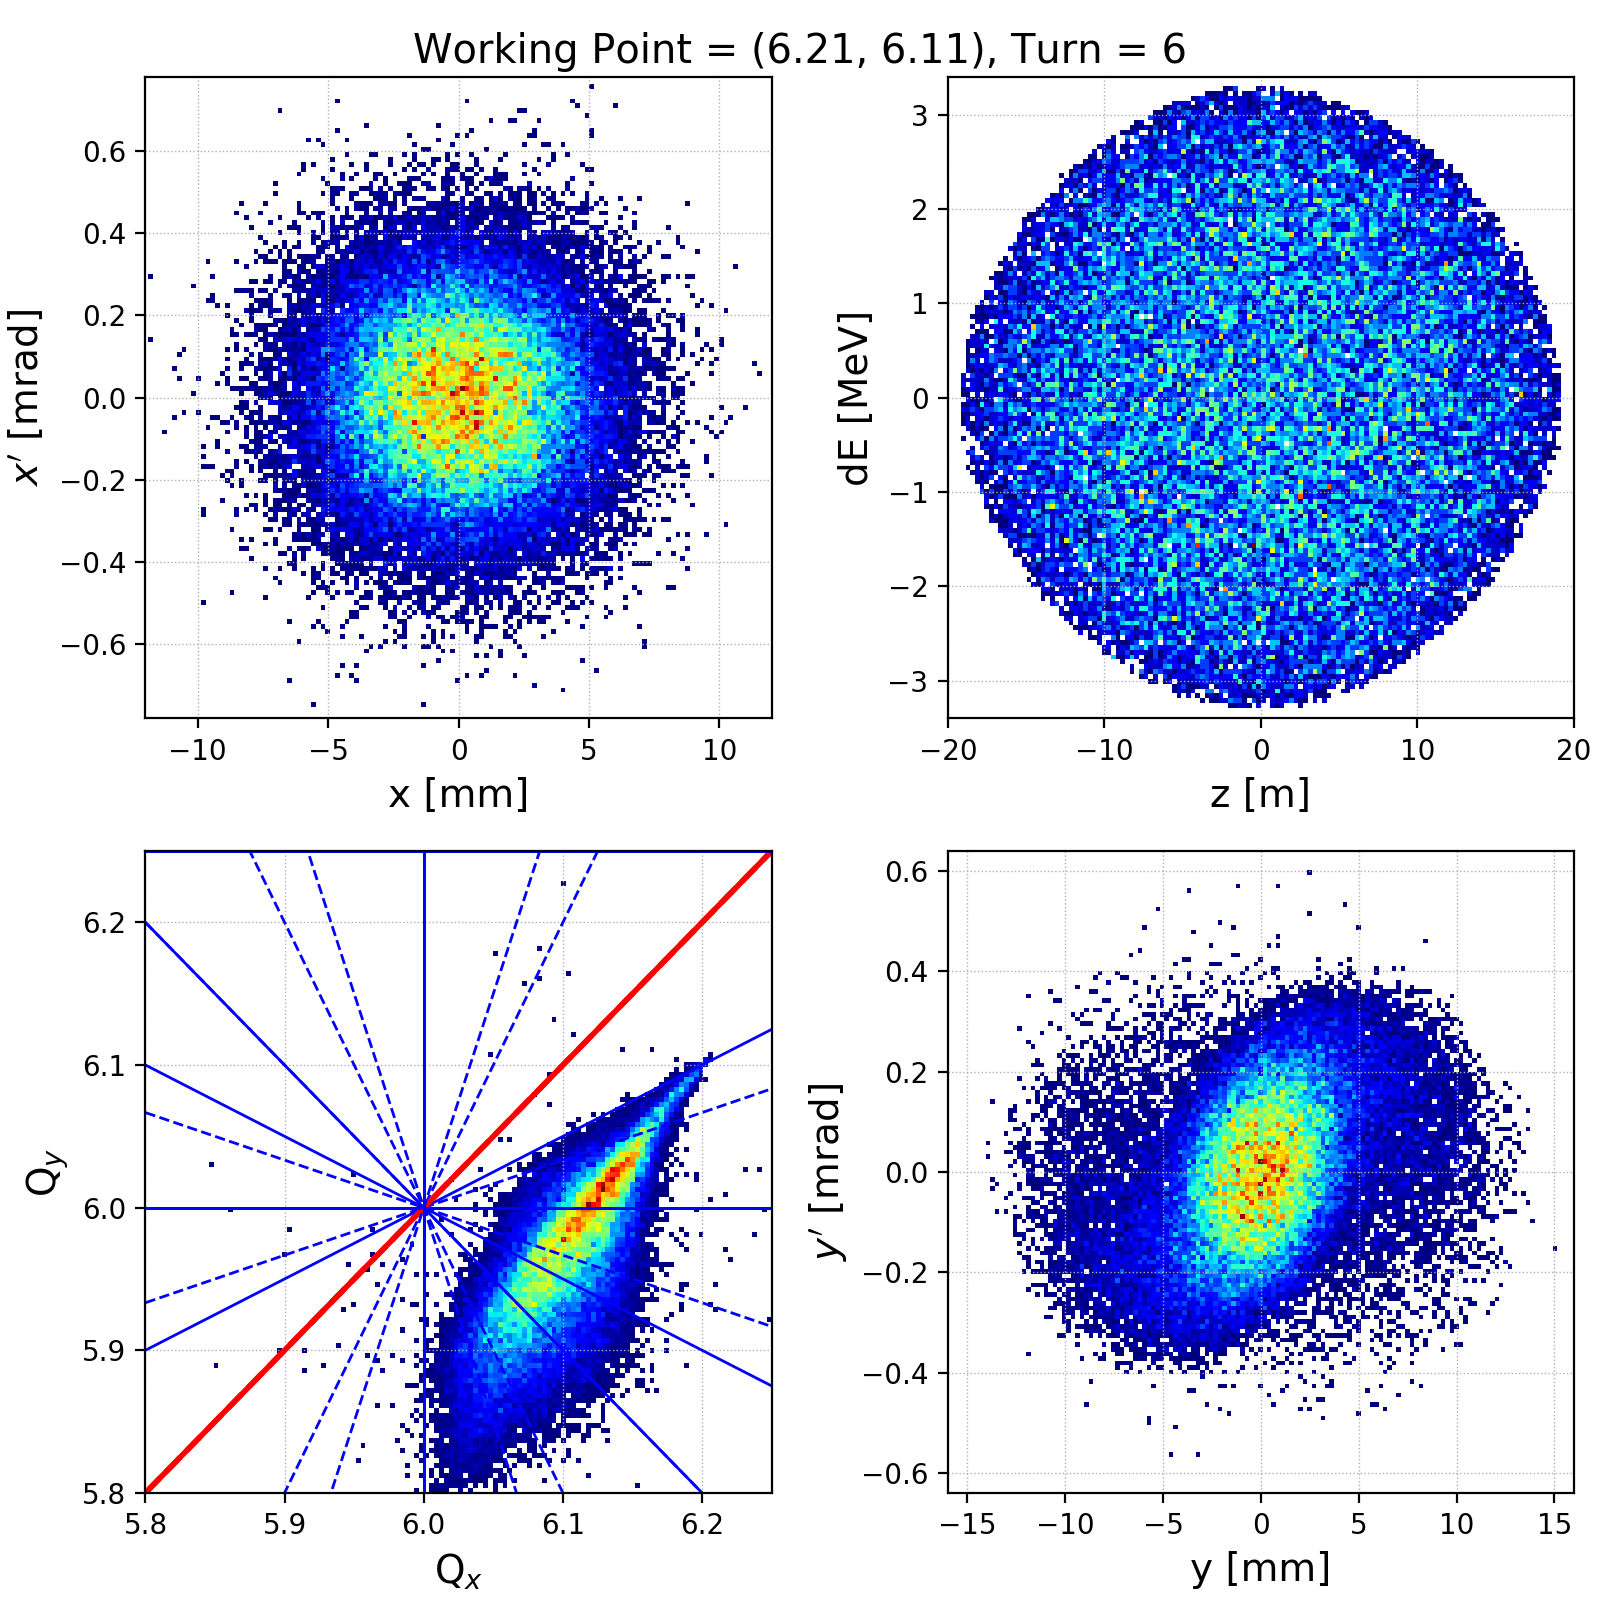 Working Point = (6.21, 6.11), Turn = 6
0.6
0.4
0.2
0.0
−0.2
−0.4
−0.6
x′ [mrad]
−10 −5 0 5 10
x [mm]
3
2
1
0
−1
−2
−3
dE [MeV]
−20 −10 0 10 20
z [m]
6.2
6.1
6.0
5.9
5.8
Qy
5.8 5.9 6.0 6.1 6.2
Qx
0.6
0.4
0.2
0.0
−0.2
−0.4
−0.6
y′ [mrad]
−15 −10 −5 0 5 10 15
y [mm]